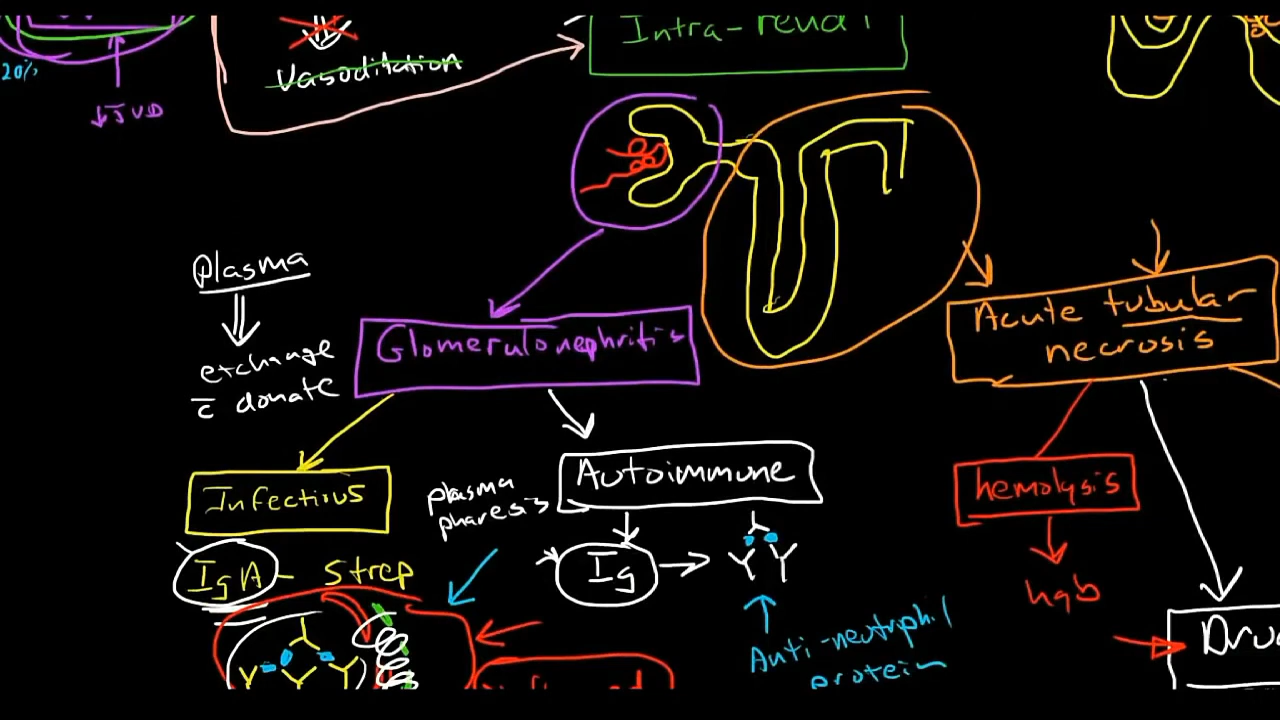 Intra-renal
Vasodilation
20%
↓JVD
Plasma
exchange
c̄ donate
Glomerulonephritis
Acute tubular
necrosis
Infectious
plasma
pharesis
Autoimmune
hemolysis
IgA - Strep
Ig
hgb
Anti-neutrophil
protein